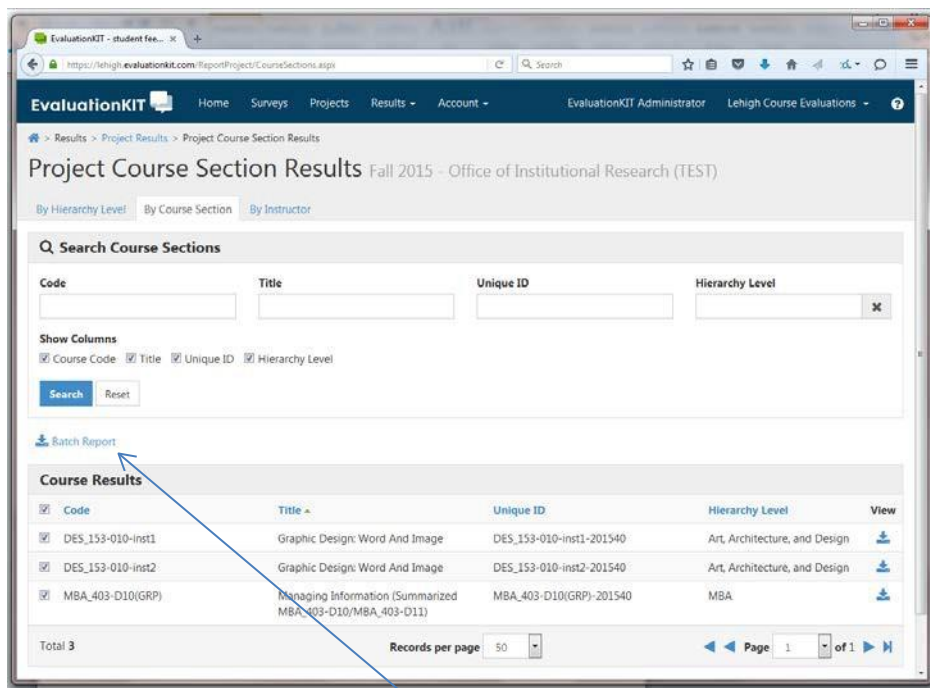 EvaluationKIT - student fee... × +
https://lehigh.evaluationkit.com/ReportProject/CourseSections.aspx Search
EvaluationKIT Home Surveys Projects Results Account EvaluationKIT Administrator Lehigh Course Evaluations ?
> Results > Project Results > Project Course Section Results
Project Course Section Results Fall 2015 - Office of Institutional Research (TEST)
By Hierarchy Level By Course Section By Instructor
Search Course Sections
Code Title Unique ID Hierarchy Level
Show Columns
Course Code Title Unique ID Hierarchy Level
Search Reset
Batch Report
Course Results
Code Title Unique ID Hierarchy Level View
DES_153-010-inst1 Graphic Design: Word And Image DES_153-010-inst1-201540 Art, Architecture, and Design
DES_153-010-inst2 Graphic Design: Word And Image DES_153-010-inst2-201540 Art, Architecture, and Design
MBA_403-D10(GRP) Managing Information (Summarized MBA_403-D10(GRP)-201540 MBA
MBA_403-D10/MBA_403-D11)
Total 3 Records per page 50 Page 1 of 1